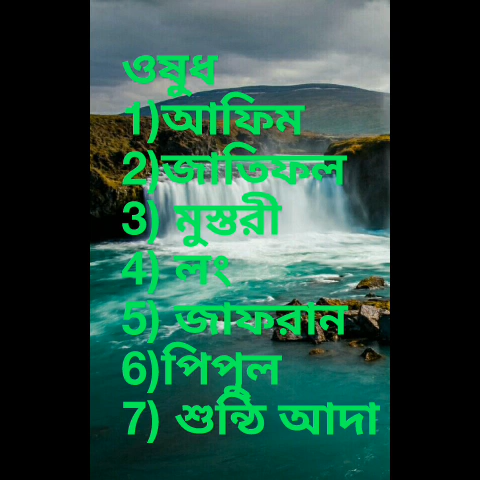 ওষুধ
1)আফিম
2)জাতিফল
3) মুস্তরী
4) লং
5) জাফরান
6)পিপুল
7) শুন্ঠি আদা